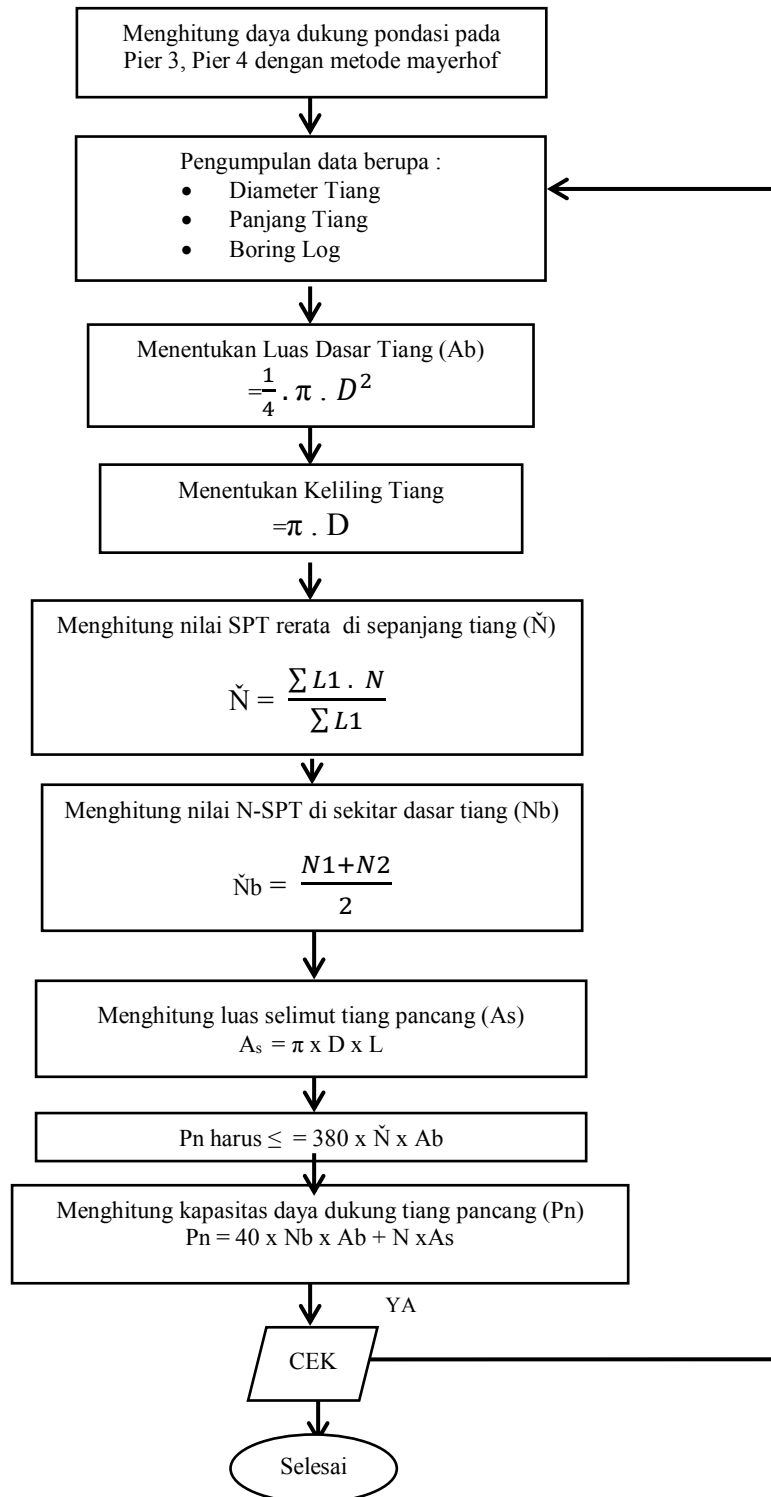 Menghitung daya dukung pondasi pada
Pier 3, Pier 4 dengan metode mayerhof
Pengumpulan data berupa :
• Diameter Tiang
• Panjang Tiang
• Boring Log
Menentukan Luas Dasar Tiang (Ab)
=\frac{1}{4} . π . D²
Menentukan Keliling Tiang
=π . D
Menghitung nilai SPT rerata di sepanjang tiang (Ň)
Ň = \frac{∑ L1 . N}{∑ L1}
Menghitung nilai N-SPT di sekitar dasar tiang (Nb)
Ňb = \frac{N1+N2}{2}
Menghitung luas selimut tiang pancang (As)
Aₛ = π x D x L
Pn harus ≤ = 380 x Ň x Ab
Menghitung kapasitas daya dukung tiang pancang (Pn)
Pn = 40 x Nb x Ab + N xAs
YA
CEK
Selesai